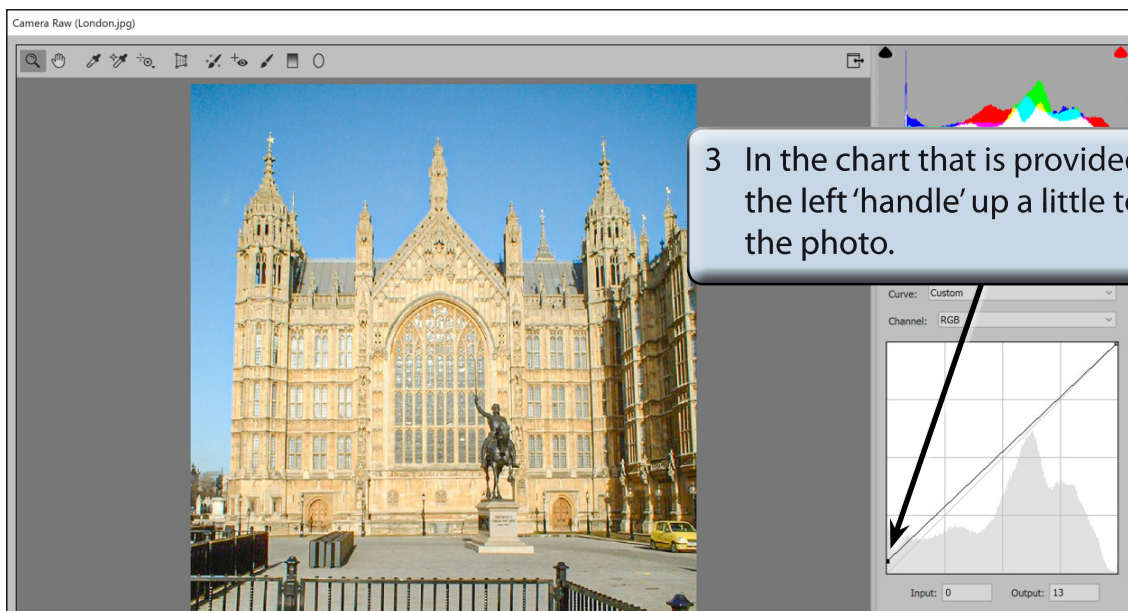 Camera Raw (London.jpg)
3 In the chart that is provided
the left ‘handle’ up a little to
the photo.
Curve: Custom
Channel: RGB
Input: 0 Output: 13